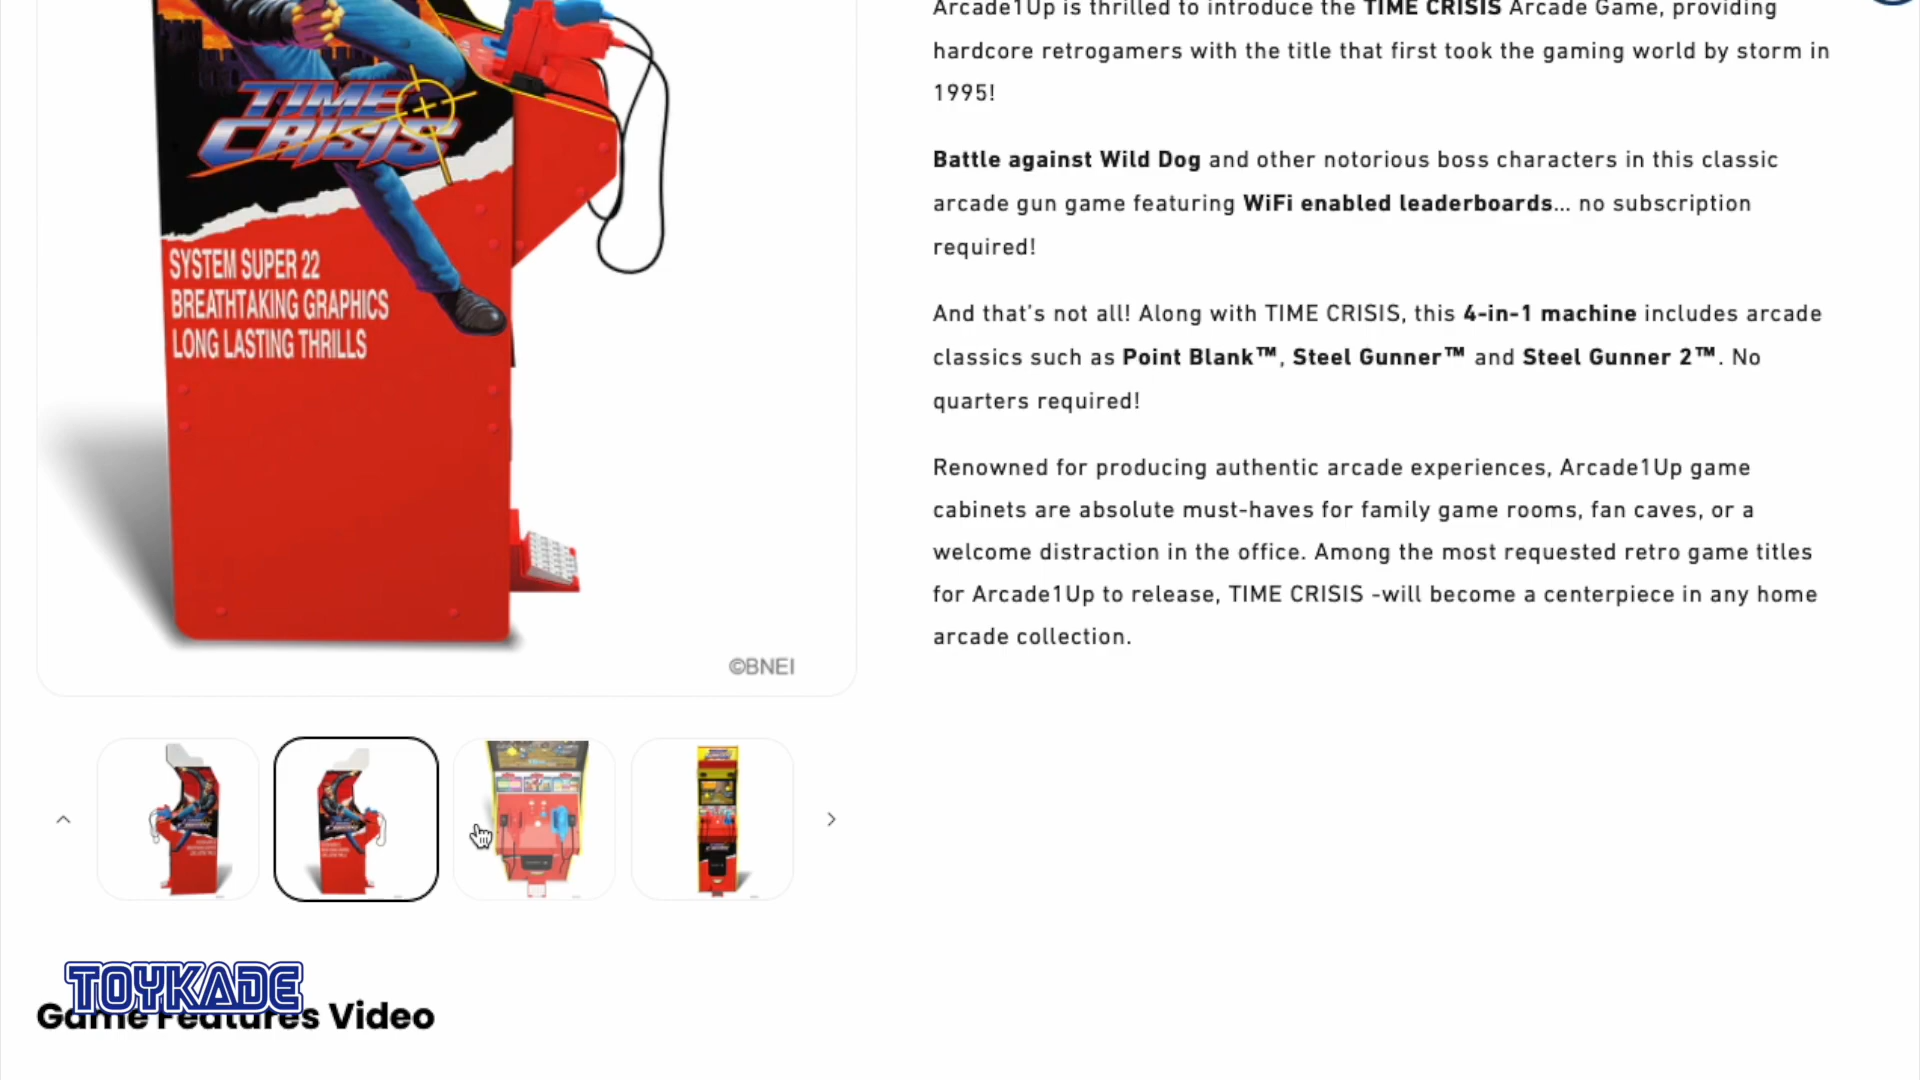 TIME
CRISIS
SYSTEM SUPER 22
BREATHTAKING GRAPHICS
LONG LASTING THRILLS
©BNEI
Arcade1Up is thrilled to introduce the TIME CRISIS Arcade Game, providing
hardcore retrogamers with the title that first took the gaming world by storm in
1995!
Battle against Wild Dog and other notorious boss characters in this classic
arcade gun game featuring WiFi enabled leaderboards... no subscription
required!
And that's not all! Along with TIME CRISIS, this 4-in-1 machine includes arcade
classics such as Point Blank™, Steel Gunner™ and Steel Gunner 2™. No
quarters required!
Renowned for producing authentic arcade experiences, Arcade1Up game
cabinets are absolute must-haves for family game rooms, fan caves, or a
welcome distraction in the office. Among the most requested retro game titles
for Arcade1Up to release, TIME CRISIS -will become a centerpiece in any home
arcade collection.
TOYKADE
Game Features Video